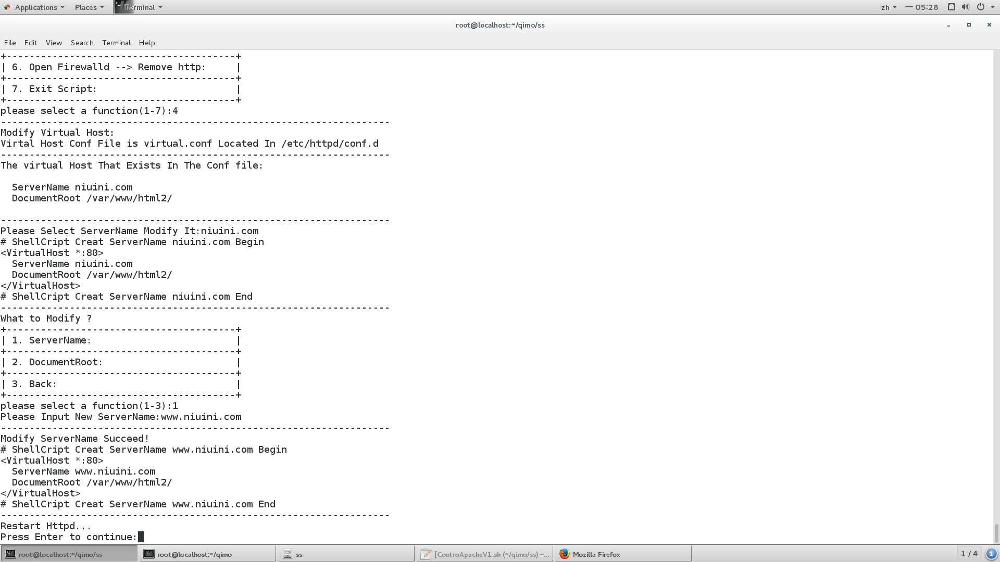 Applications Places Terminal zh 一 05:28
root@localhost:~/qimo/ss
File Edit View Search Terminal Help
+----------------------------------------+
| 6. Open Firewalld --> Remove http:     |
+----------------------------------------+
| 7. Exit Script:                        |
+----------------------------------------+
please select a function(1-7):4
--------------------------------------------------------------------
Modify Virtual Host:
Virtal Host Conf File is virtual.conf Located In /etc/httpd/conf.d
--------------------------------------------------------------------
The virtual Host That Exists In The Conf file:
  ServerName niuini.com
  DocumentRoot /var/www/html2/
--------------------------------------------------------------------
Please Select ServerName Modify It:niuini.com
# ShellCript Creat ServerName niuini.com Begin
<VirtualHost *:80>
  ServerName niuini.com
  DocumentRoot /var/www/html2/
</VirtualHost>
# ShellCript Creat ServerName niuini.com End
--------------------------------------------------------------------
What to Modify ?
+----------------------------------------+
| 1. ServerName:                         |
+----------------------------------------+
| 2. DocumentRoot:                       |
+----------------------------------------+
| 3. Back:                               |
+----------------------------------------+
please select a function(1-3):1
Please Input New ServerName:www.niuini.com
--------------------------------------------------------------------
Modify ServerName Succeed!
# ShellCript Creat ServerName www.niuini.com Begin
<VirtualHost *:80>
  ServerName www.niuini.com
  DocumentRoot /var/www/html2/
</VirtualHost>
# ShellCript Creat ServerName www.niuini.com End
--------------------------------------------------------------------
Restart Httpd...
Press Enter to continue:
root@localhost:~/qimo/ss root@localhost:~/qimo ss [ControApacheV1.sh (~/qimo/ss) –... Mozilla Firefox 1 / 4 1